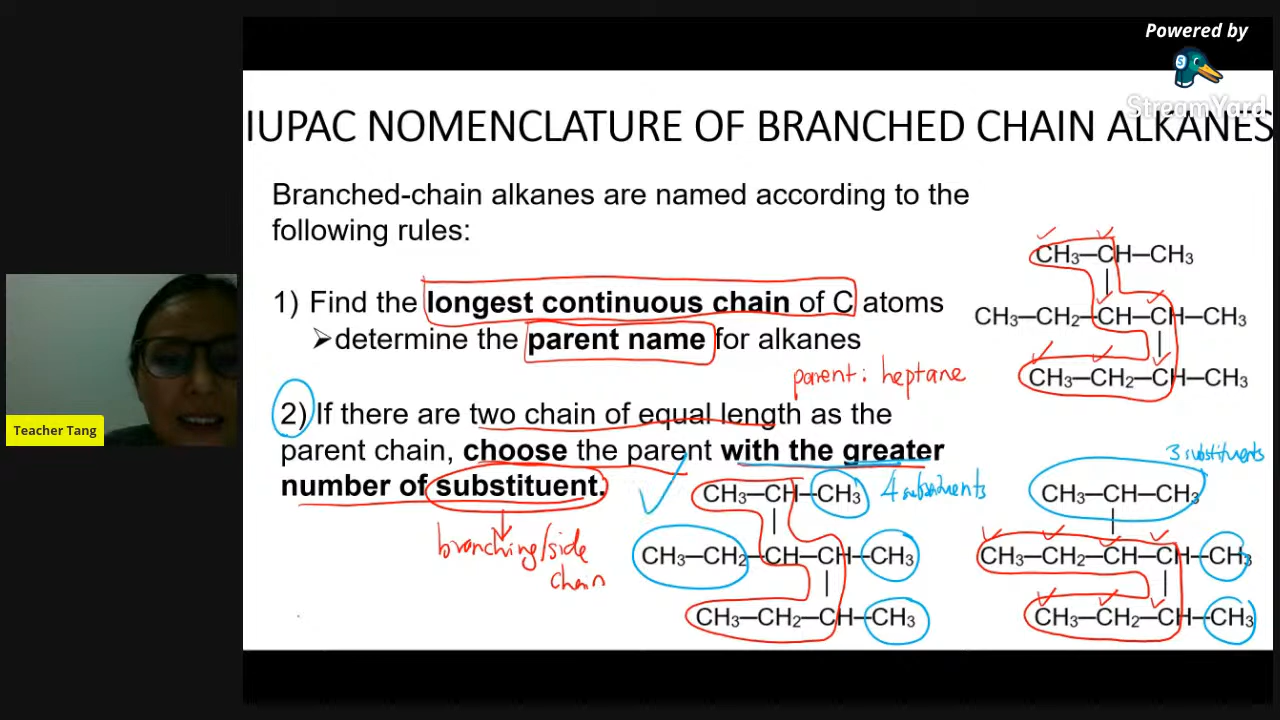 Powered by
StreamYard
IUPAC NOMENCLATURE OF BRANCHED CHAIN ALKANES
Branched-chain alkanes are named according to the
following rules:
1) Find the longest continuous chain of C atoms
➢determine the parent name for alkanes
CH₃—CH—CH₃
CH₃—CH₂—CH—CH—CH₃
CH₃—CH₂—CH—CH₃
parent: heptane
2) If there are two chain of equal length as the
parent chain, choose the parent with the greater
number of substituent.
branching/side
chain
4 substituents
CH₃—CH—CH₃
CH₃—CH₂—CH—CH—CH₃
CH₃—CH₂—CH—CH₃
3 substituents
CH₃—CH—CH₃
CH₃—CH₂—CH—CH—CH₃
CH₃—CH₂—CH—CH₃
Teacher Tang